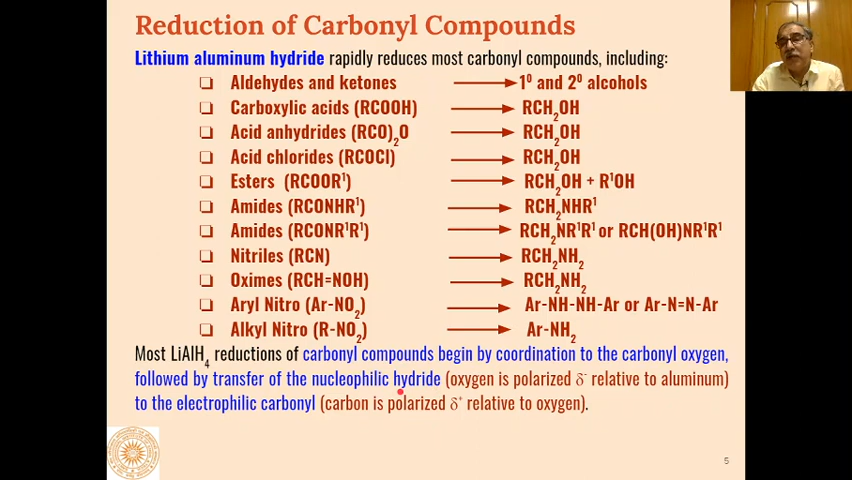 Reduction of Carbonyl Compounds
Lithium aluminum hydride rapidly reduces most carbonyl compounds, including:
❑ Aldehydes and ketones ⟶ 1⁰ and 2⁰ alcohols
❑ Carboxylic acids (RCOOH) ⟶ RCH₂OH
❑ Acid anhydrides (RCO)₂O ⟶ RCH₂OH
❑ Acid chlorides (RCOCl) ⟶ RCH₂OH
❑ Esters (RCOOR¹) ⟶ RCH₂OH + R¹OH
❑ Amides (RCONHR¹) ⟶ RCH₂NHR¹
❑ Amides (RCONR¹R¹) ⟶ RCH₂NR¹R¹ or RCH(OH)NR¹R¹
❑ Nitriles (RCN) ⟶ RCH₂NH₂
❑ Oximes (RCH=NOH) ⟶ RCH₂NH₂
❑ Aryl Nitro (Ar-NO₂) ⟶ Ar-NH-NH-Ar or Ar-N=N-Ar
❑ Alkyl Nitro (R-NO₂) ⟶ Ar-NH₂
Most LiAlH₄ reductions of carbonyl compounds begin by coordination to the carbonyl oxygen,
followed by transfer of the nucleophilic hydride (oxygen is polarized δ⁻ relative to aluminum)
to the electrophilic carbonyl (carbon is polarized δ⁺ relative to oxygen).
5